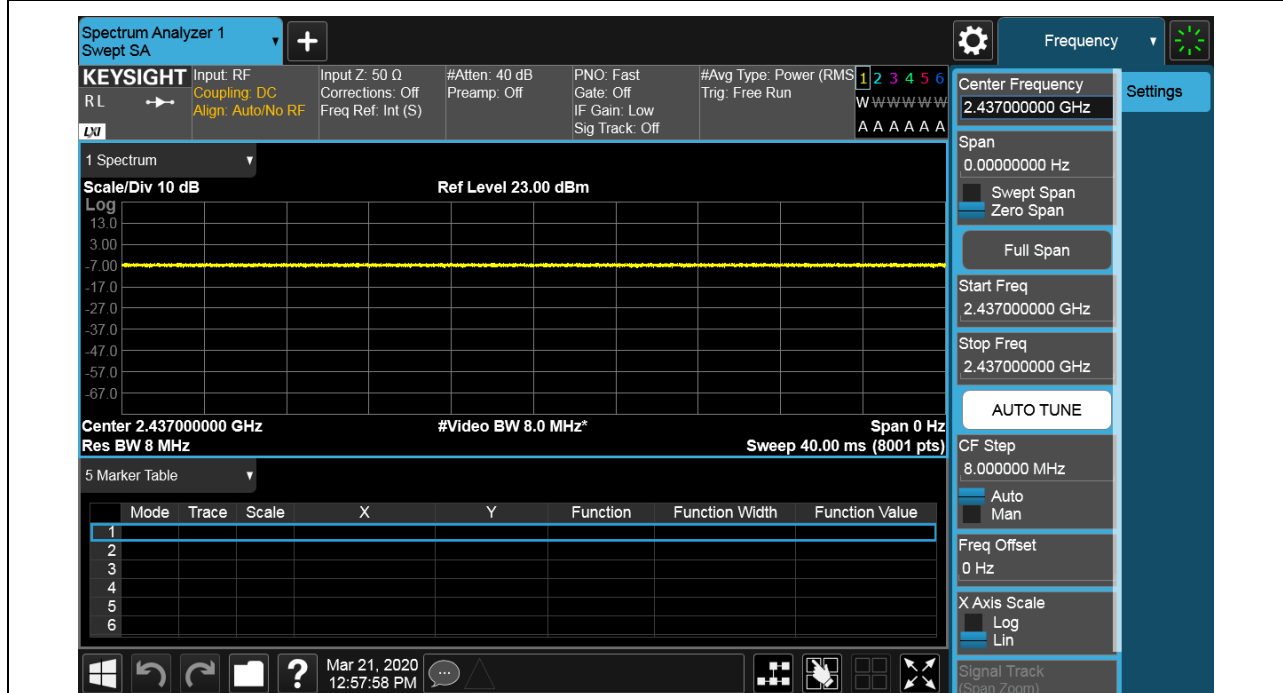 Spectrum Analyzer 1
Swept SA
+
Frequency
KEYSIGHT
RL
LXI
Input: RF
Coupling: DC
Align: Auto/No RF
Input Z: 50 Ω
Corrections: Off
Freq Ref: Int (S)
#Atten: 40 dB
Preamp: Off
PNO: Fast
Gate: Off
IF Gain: Low
Sig Track: Off
#Avg Type: Power (RMS
Trig: Free Run
1 2 3 4 5 6
W W W W W W
A A A A A A
1 Spectrum
Scale/Div 10 dB
Ref Level 23.00 dBm
Log
13.0
3.00
-7.00
-17.0
-27.0
-37.0
-47.0
-57.0
-67.0
Center 2.437000000 GHz
#Video BW 8.0 MHz*
Span 0 Hz
Res BW 8 MHz
Sweep 40.00 ms (8001 pts)
5 Marker Table
Mode Trace Scale X Y Function Function Width Function Value
1
2
3
4
5
6
?
Mar 21, 2020
12:57:58 PM
Center Frequency
2.437000000 GHz
Settings
Span
0.00000000 Hz
Swept Span
Zero Span
Full Span
Start Freq
2.437000000 GHz
Stop Freq
2.437000000 GHz
AUTO TUNE
CF Step
8.000000 MHz
Auto
Man
Freq Offset
0 Hz
X Axis Scale
Log
Lin
Signal Track
(Span Zoom)